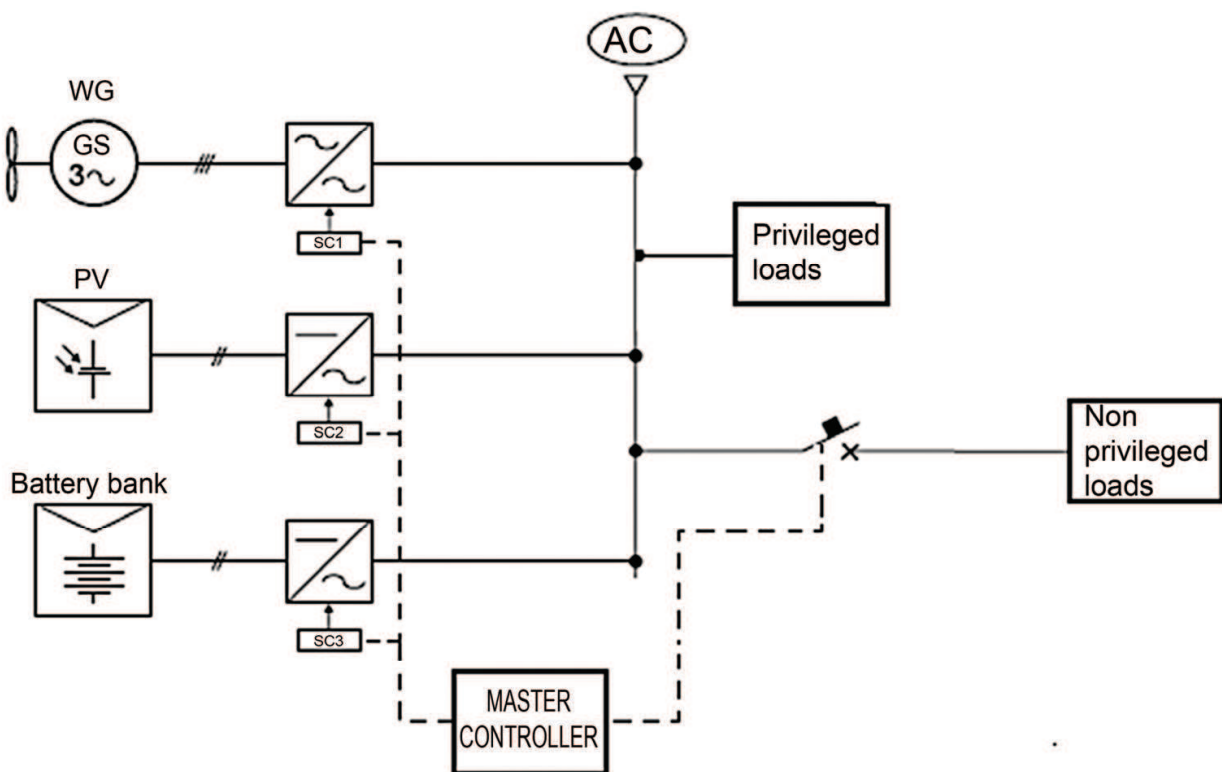 AC
WG
GS
3~
SC1
Privileged
loads
PV
SC2
Non
privileged
loads
Battery bank
SC3
MASTER
CONTROLLER